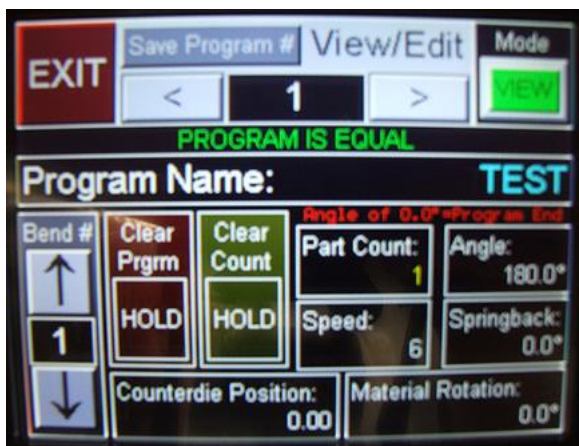 EXIT
Save Program #
View/Edit
Mode
<
1
>
VIEW
PROGRAM IS EQUAL
Program Name: TEST
Angle of 0.0°=Program End
Bend #
1
Clear
Prgrm
HOLD
Clear
Count
HOLD
Part Count:
1
Angle:
180.0°
Speed:
6
Springback:
0.0°
Counterdie Position:
0.00
Material Rotation:
0.0°